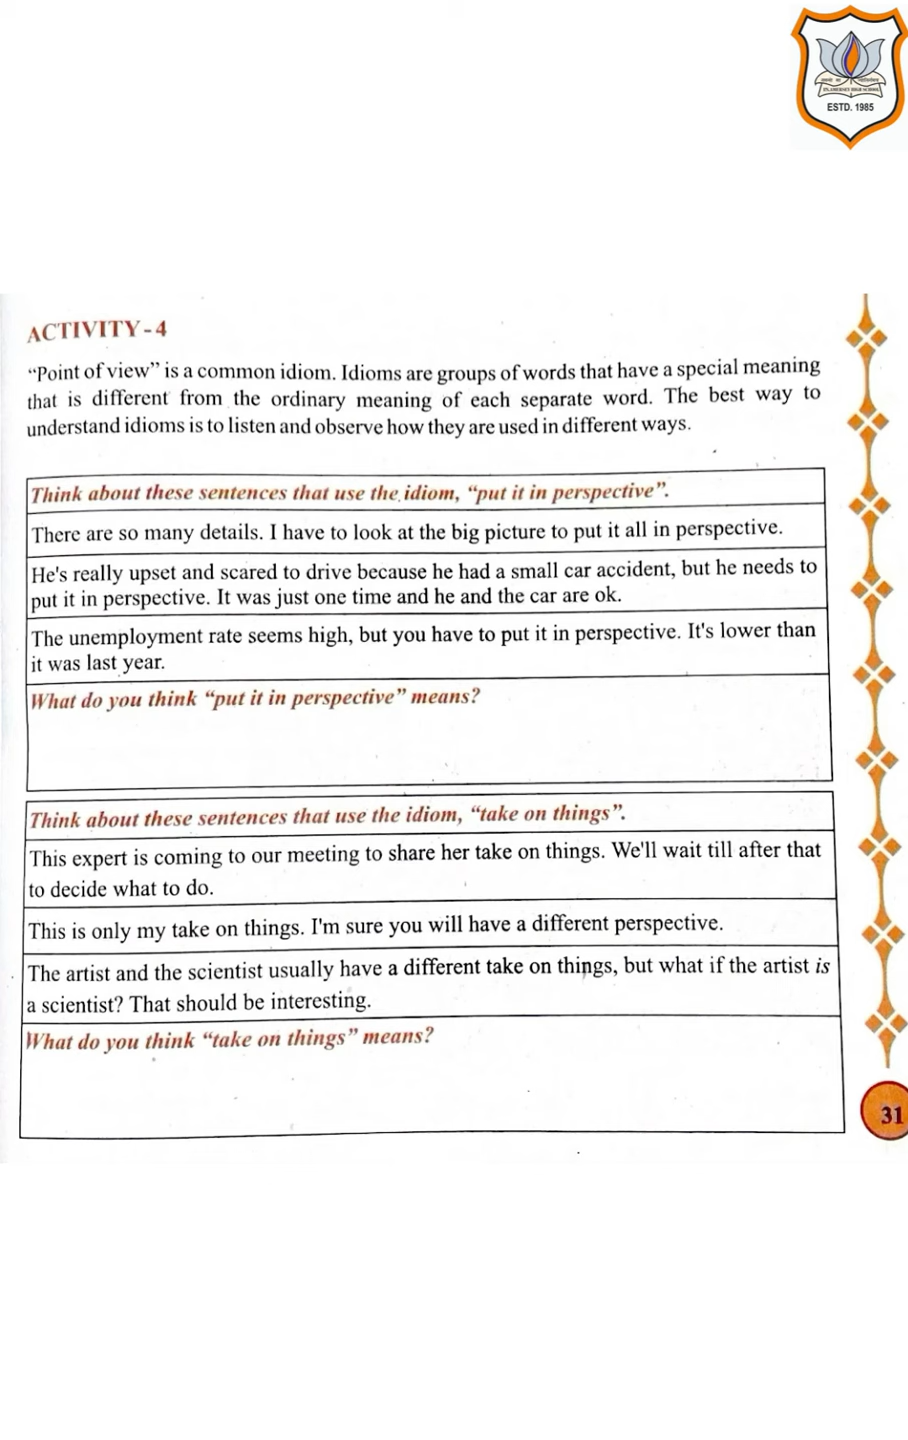 ESTD. 1985
ACTIVITY - 4
“Point of view” is a common idiom. Idioms are groups of words that have a special meaning
that is different from the ordinary meaning of each separate word. The best way to
understand idioms is to listen and observe how they are used in different ways.
Think about these sentences that use the idiom, “put it in perspective”.
There are so many details. I have to look at the big picture to put it all in perspective.
He's really upset and scared to drive because he had a small car accident, but he needs to
put it in perspective. It was just one time and he and the car are ok.
The unemployment rate seems high, but you have to put it in perspective. It's lower than
it was last year.
What do you think “put it in perspective” means?
Think about these sentences that use the idiom, “take on things”.
This expert is coming to our meeting to share her take on things. We'll wait till after that
to decide what to do.
This is only my take on things. I'm sure you will have a different perspective.
The artist and the scientist usually have a different take on things, but what if the artist is
a scientist? That should be interesting.
What do you think “take on things” means?
31